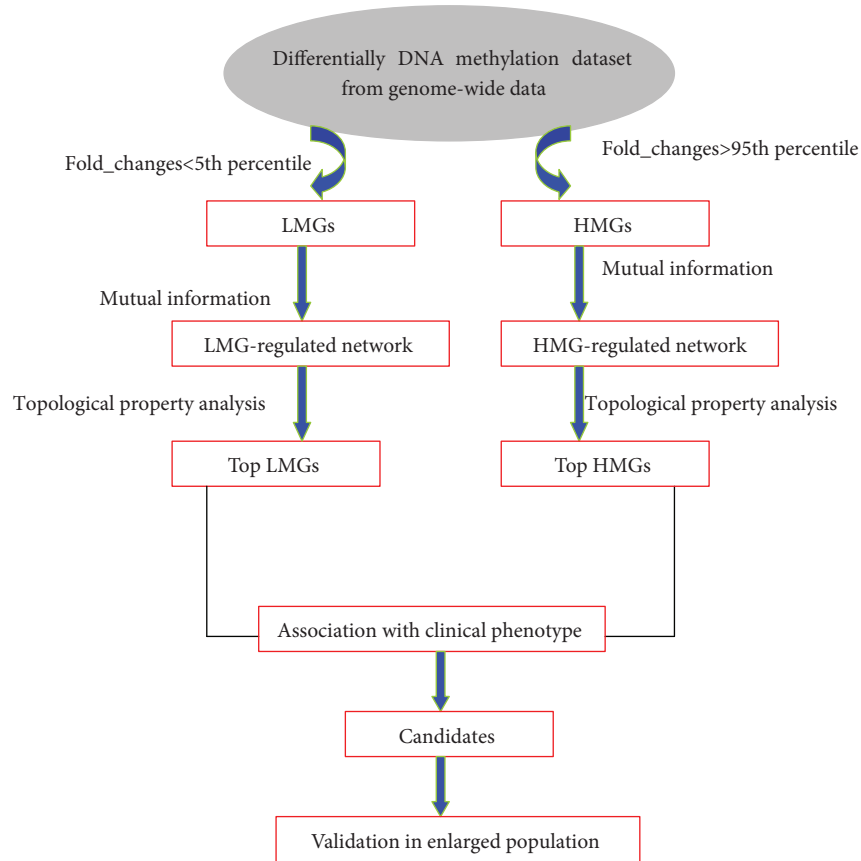 Differentially DNA methylation dataset
from genome-wide data
Fold_changes<5th percentile
Fold_changes>95th percentile
LMGs
HMGs
Mutual information
Mutual information
LMG-regulated network
HMG-regulated network
Topological property analysis
Topological property analysis
Top LMGs
Top HMGs
Association with clinical phenotype
Candidates
Validation in enlarged population